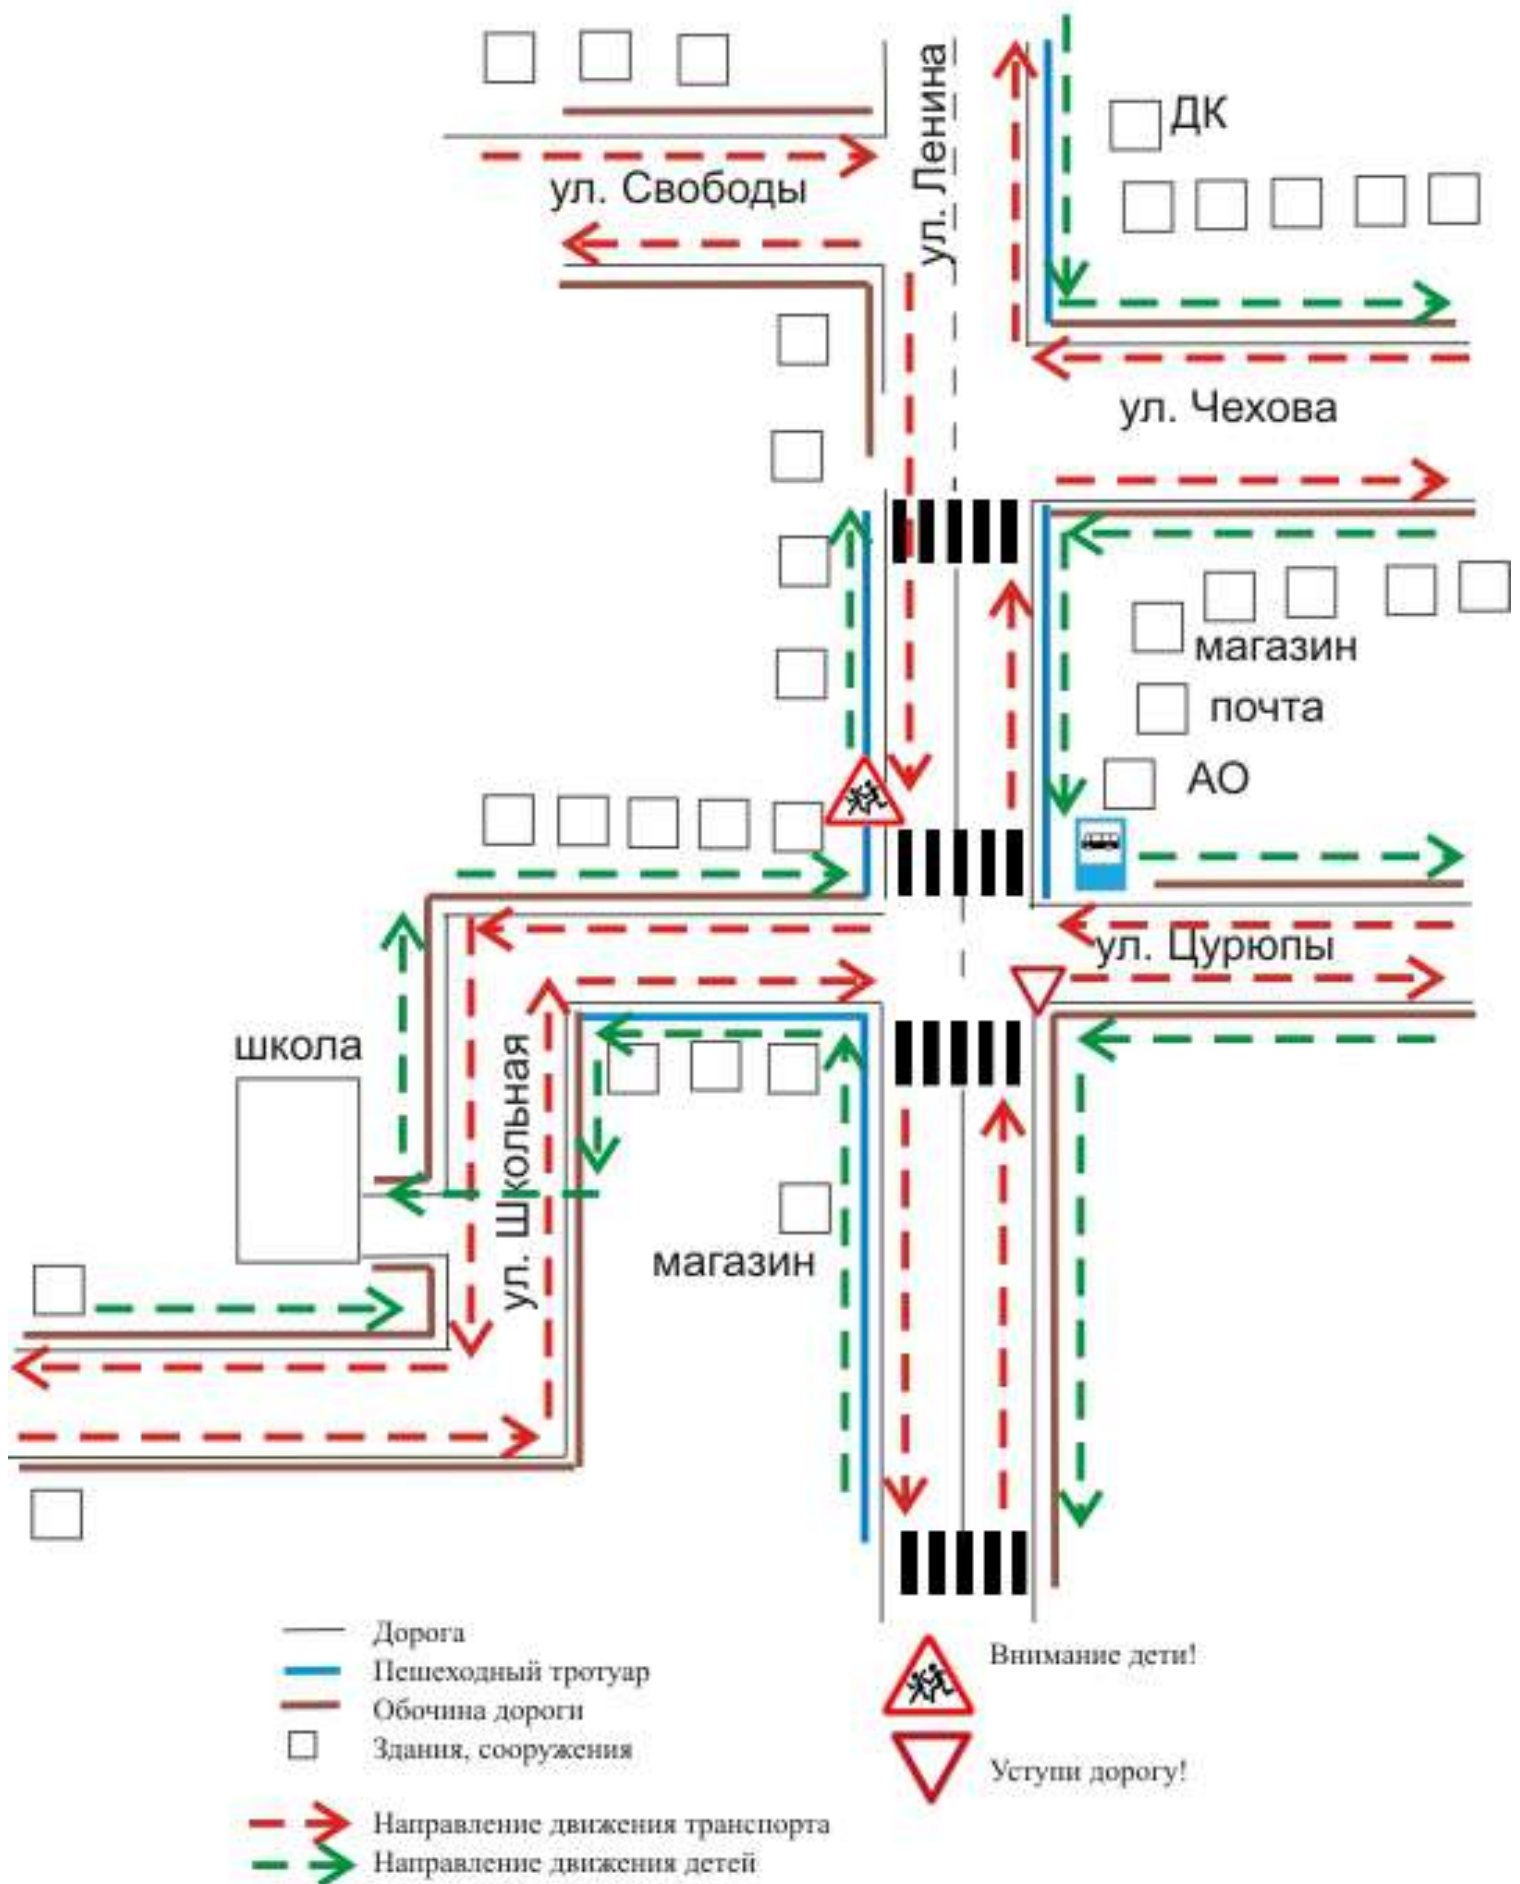 ул. Ленина
ДК
ул. Свободы
ул. Чехова
магазин
почта
АО
ул. Цурюпы
школа
ул. Школьная
магазин
Дорога
Пешеходный тротуар
Обочина дороги
Здания, сооружения
Внимание дети!
Уступи дорогу!
Направление движения транспорта
Направление движения детей